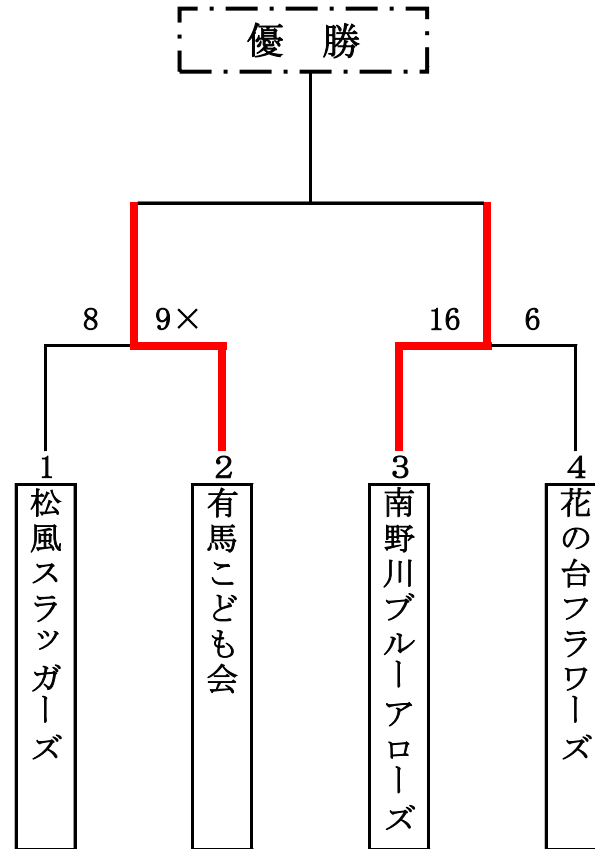 優　勝
8
9×
16
6
1
2
3
4
松風スラッガーズ
有馬こども会
南野川ブルーアローズ
花の台フラワーズ